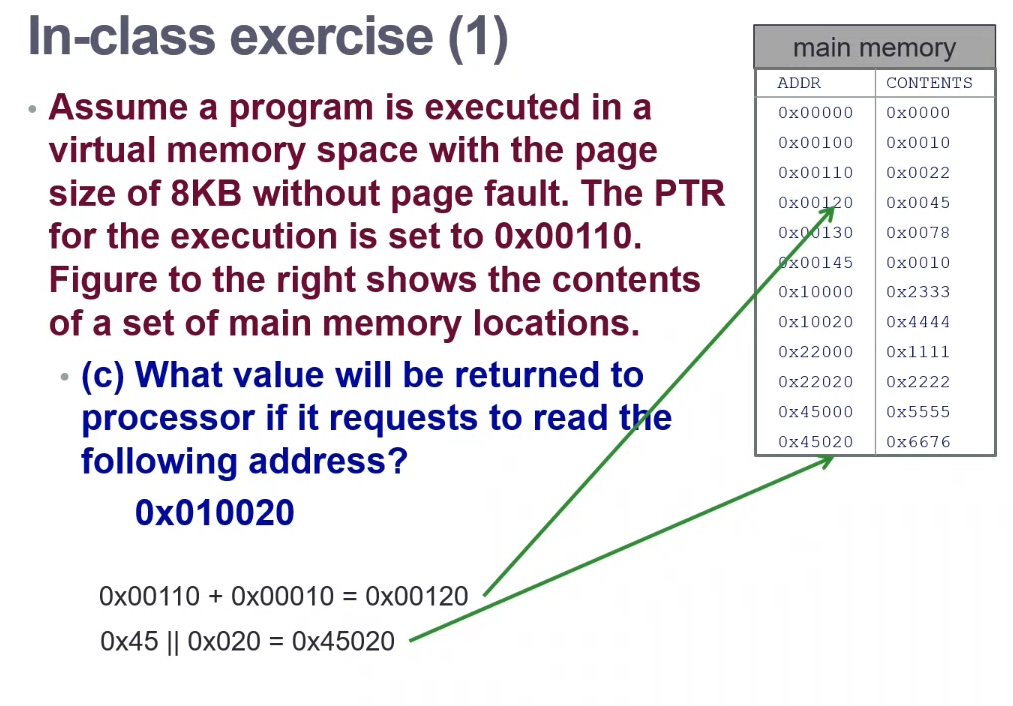 In-class exercise (1)
• Assume a program is executed in a
virtual memory space with the page
size of 8KB without page fault. The PTR
for the execution is set to 0x00110.
Figure to the right shows the contents
of a set of main memory locations.
• (c) What value will be returned to
processor if it requests to read the
following address?
0x010020
0x00110 + 0x00010 = 0x00120
0x45 || 0x020 = 0x45020
main memory
ADDR CONTENTS
0x00000 0x0000
0x00100 0x0010
0x00110 0x0022
0x00120 0x0045
0x00130 0x0078
0x00145 0x0010
0x10000 0x2333
0x10020 0x4444
0x22000 0x1111
0x22020 0x2222
0x45000 0x5555
0x45020 0x6676